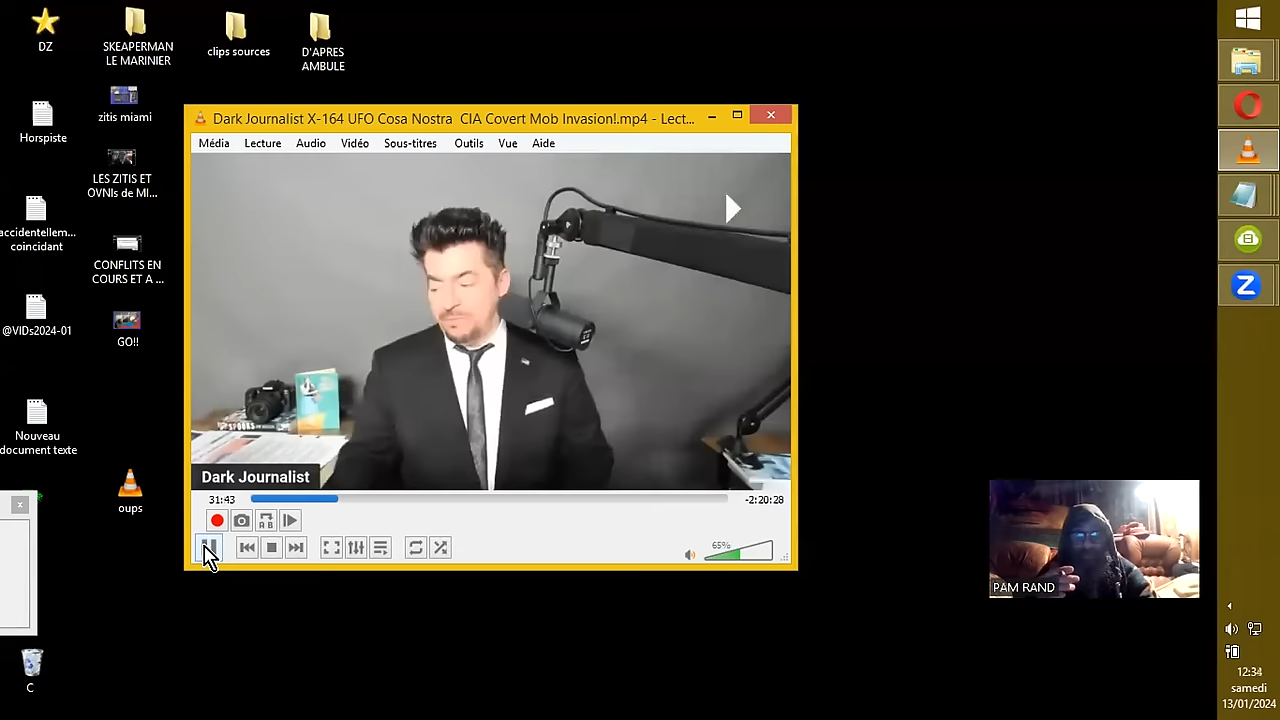 DZ
SKEAPERMAN
LE MARINIER
clips sources
D'APRES
AMBULE
Horspiste
zitis miami
LES ZITIS ET
OVNIs de MI...
accidentellem...
coincidant
CONFLITS EN
COURS ET A ...
@VIDs2024-01
GO!!
Nouveau
document texte
oups
C
Dark Journalist X-164 UFO Cosa Nostra CIA Covert Mob Invasion!.mp4 - Lect...
Média Lecture Audio Vidéo Sous-titres Outils Vue Aide
Dark Journalist
31:43
-2:20:28
65%
PAM RAND
12:34
samedi
13/01/2024